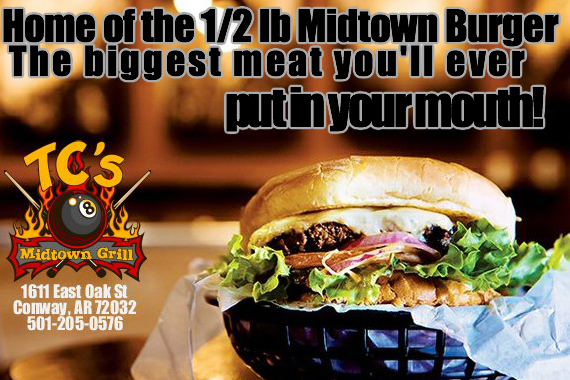 Home of the 1/2 lb Midtown Burger
The biggest meat you'll ever
put in your mouth!
TC's
8
Midtown Grill
1611 East Oak St
Conway, AR 72032
501-205-0576